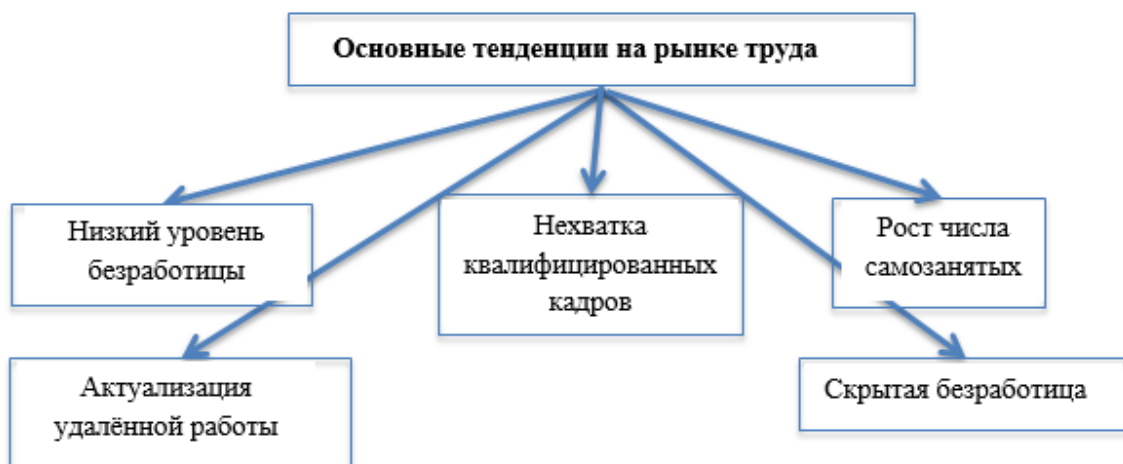 Основные тенденции на рынке труда
Низкий уровень
безработицы
Нехватка
квалифицированных
кадров
Рост числа
самозанятых
Актуализация
удалённой работы
Скрытая безработица